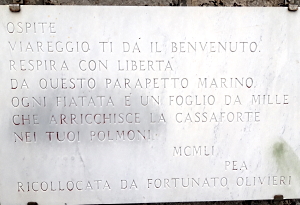 OSPITE
VIAREGGIO TI DÀ IL BENVENUTO.
RESPIRA CON LIBERTÀ
DA QUESTO PARAPETTO MARINO.
OGNI FIATATA È UN FOGLIO DA MILLE
CHE ARRICCHISCE LA CASSAFORTE
NEI TUOI POLMONI.
MCMLI
PEA
RICOLLOCATA DA FORTUNATO OLIVIERI